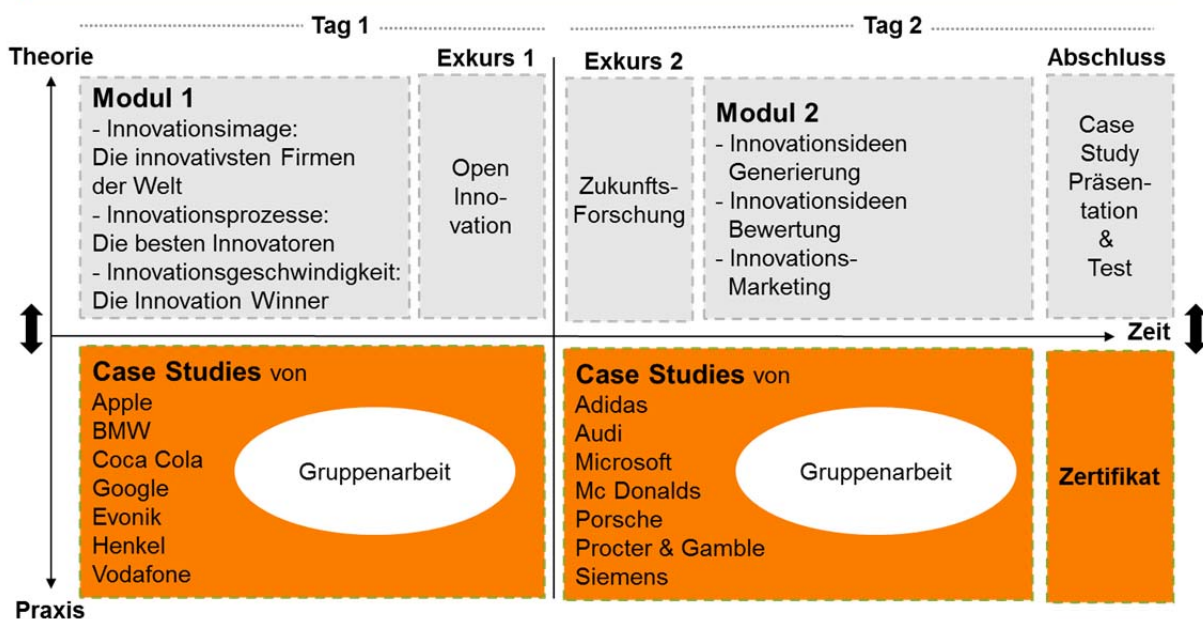 Tag 1
Tag 2
Theorie
Exkurs 1
Exkurs 2
Abschluss
Modul 1
- Innovationsimage:
Die innovativsten Firmen
der Welt
- Innovationsprozesse:
Die besten Innovatoren
- Innovationsgeschwindigkeit:
Die Innovation Winner
Open
Inno-
vation
Zukunfts-
Forschung
Modul 2
- Innovationsideen
Generierung
- Innovationsideen
Bewertung
- Innovations-
Marketing
Case
Study
Präsen-
tation
&
Test
Zeit
Case Studies von
Apple
BMW
Coca Cola
Google
Evonik
Henkel
Vodafone
Gruppenarbeit
Case Studies von
Adidas
Audi
Microsoft
Mc Donalds
Porsche
Procter & Gamble
Siemens
Gruppenarbeit
Zertifikat
Praxis